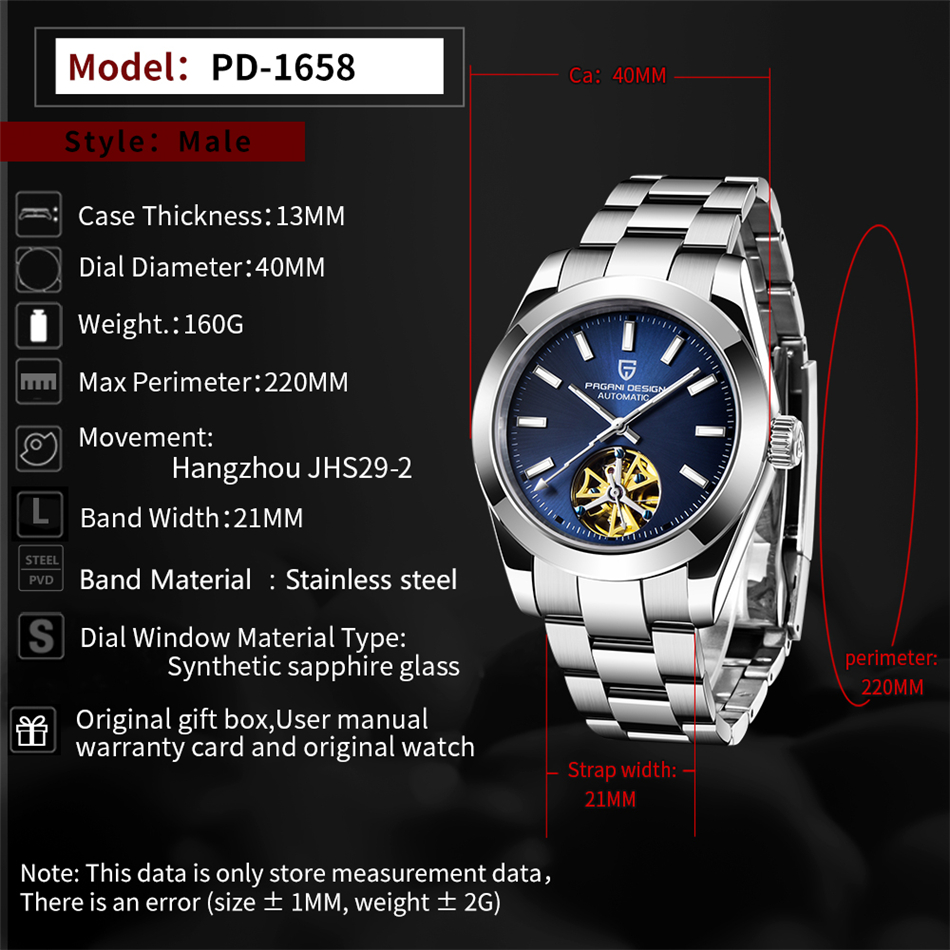 Model： PD-1658
Ca：40MM
Style：Male
Case Thickness：13MM
Dial Diameter：40MM
Weight.：160G
Max Perimeter：220MM
Movement:
Hangzhou JHS29-2
L
Band Width：21MM
STEEL
PVD
Band Material ：Stainless steel
S
Dial Window Material Type:
Synthetic sapphire glass
Original gift box,User manual
warranty card and original watch
PAGANI DESIGN
AUTOMATIC
perimeter:
220MM
Strap width:
21MM
Note: This data is only store measurement data，
There is an error (size ± 1MM, weight ± 2G)